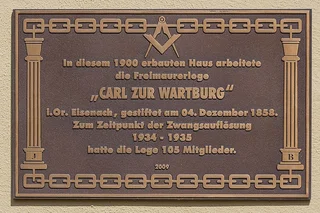 In diesem 1900 erbauten Haus arbeitete
die Freimaurerloge
„CARL ZUR WARTBURG“
i.Or. Eisenach, gestiftet am 04. Dezember 1858.
Zum Zeitpunkt der Zwangsauflösung
1934 - 1935
hatte die Loge 105 Mitglieder.
J B
2009